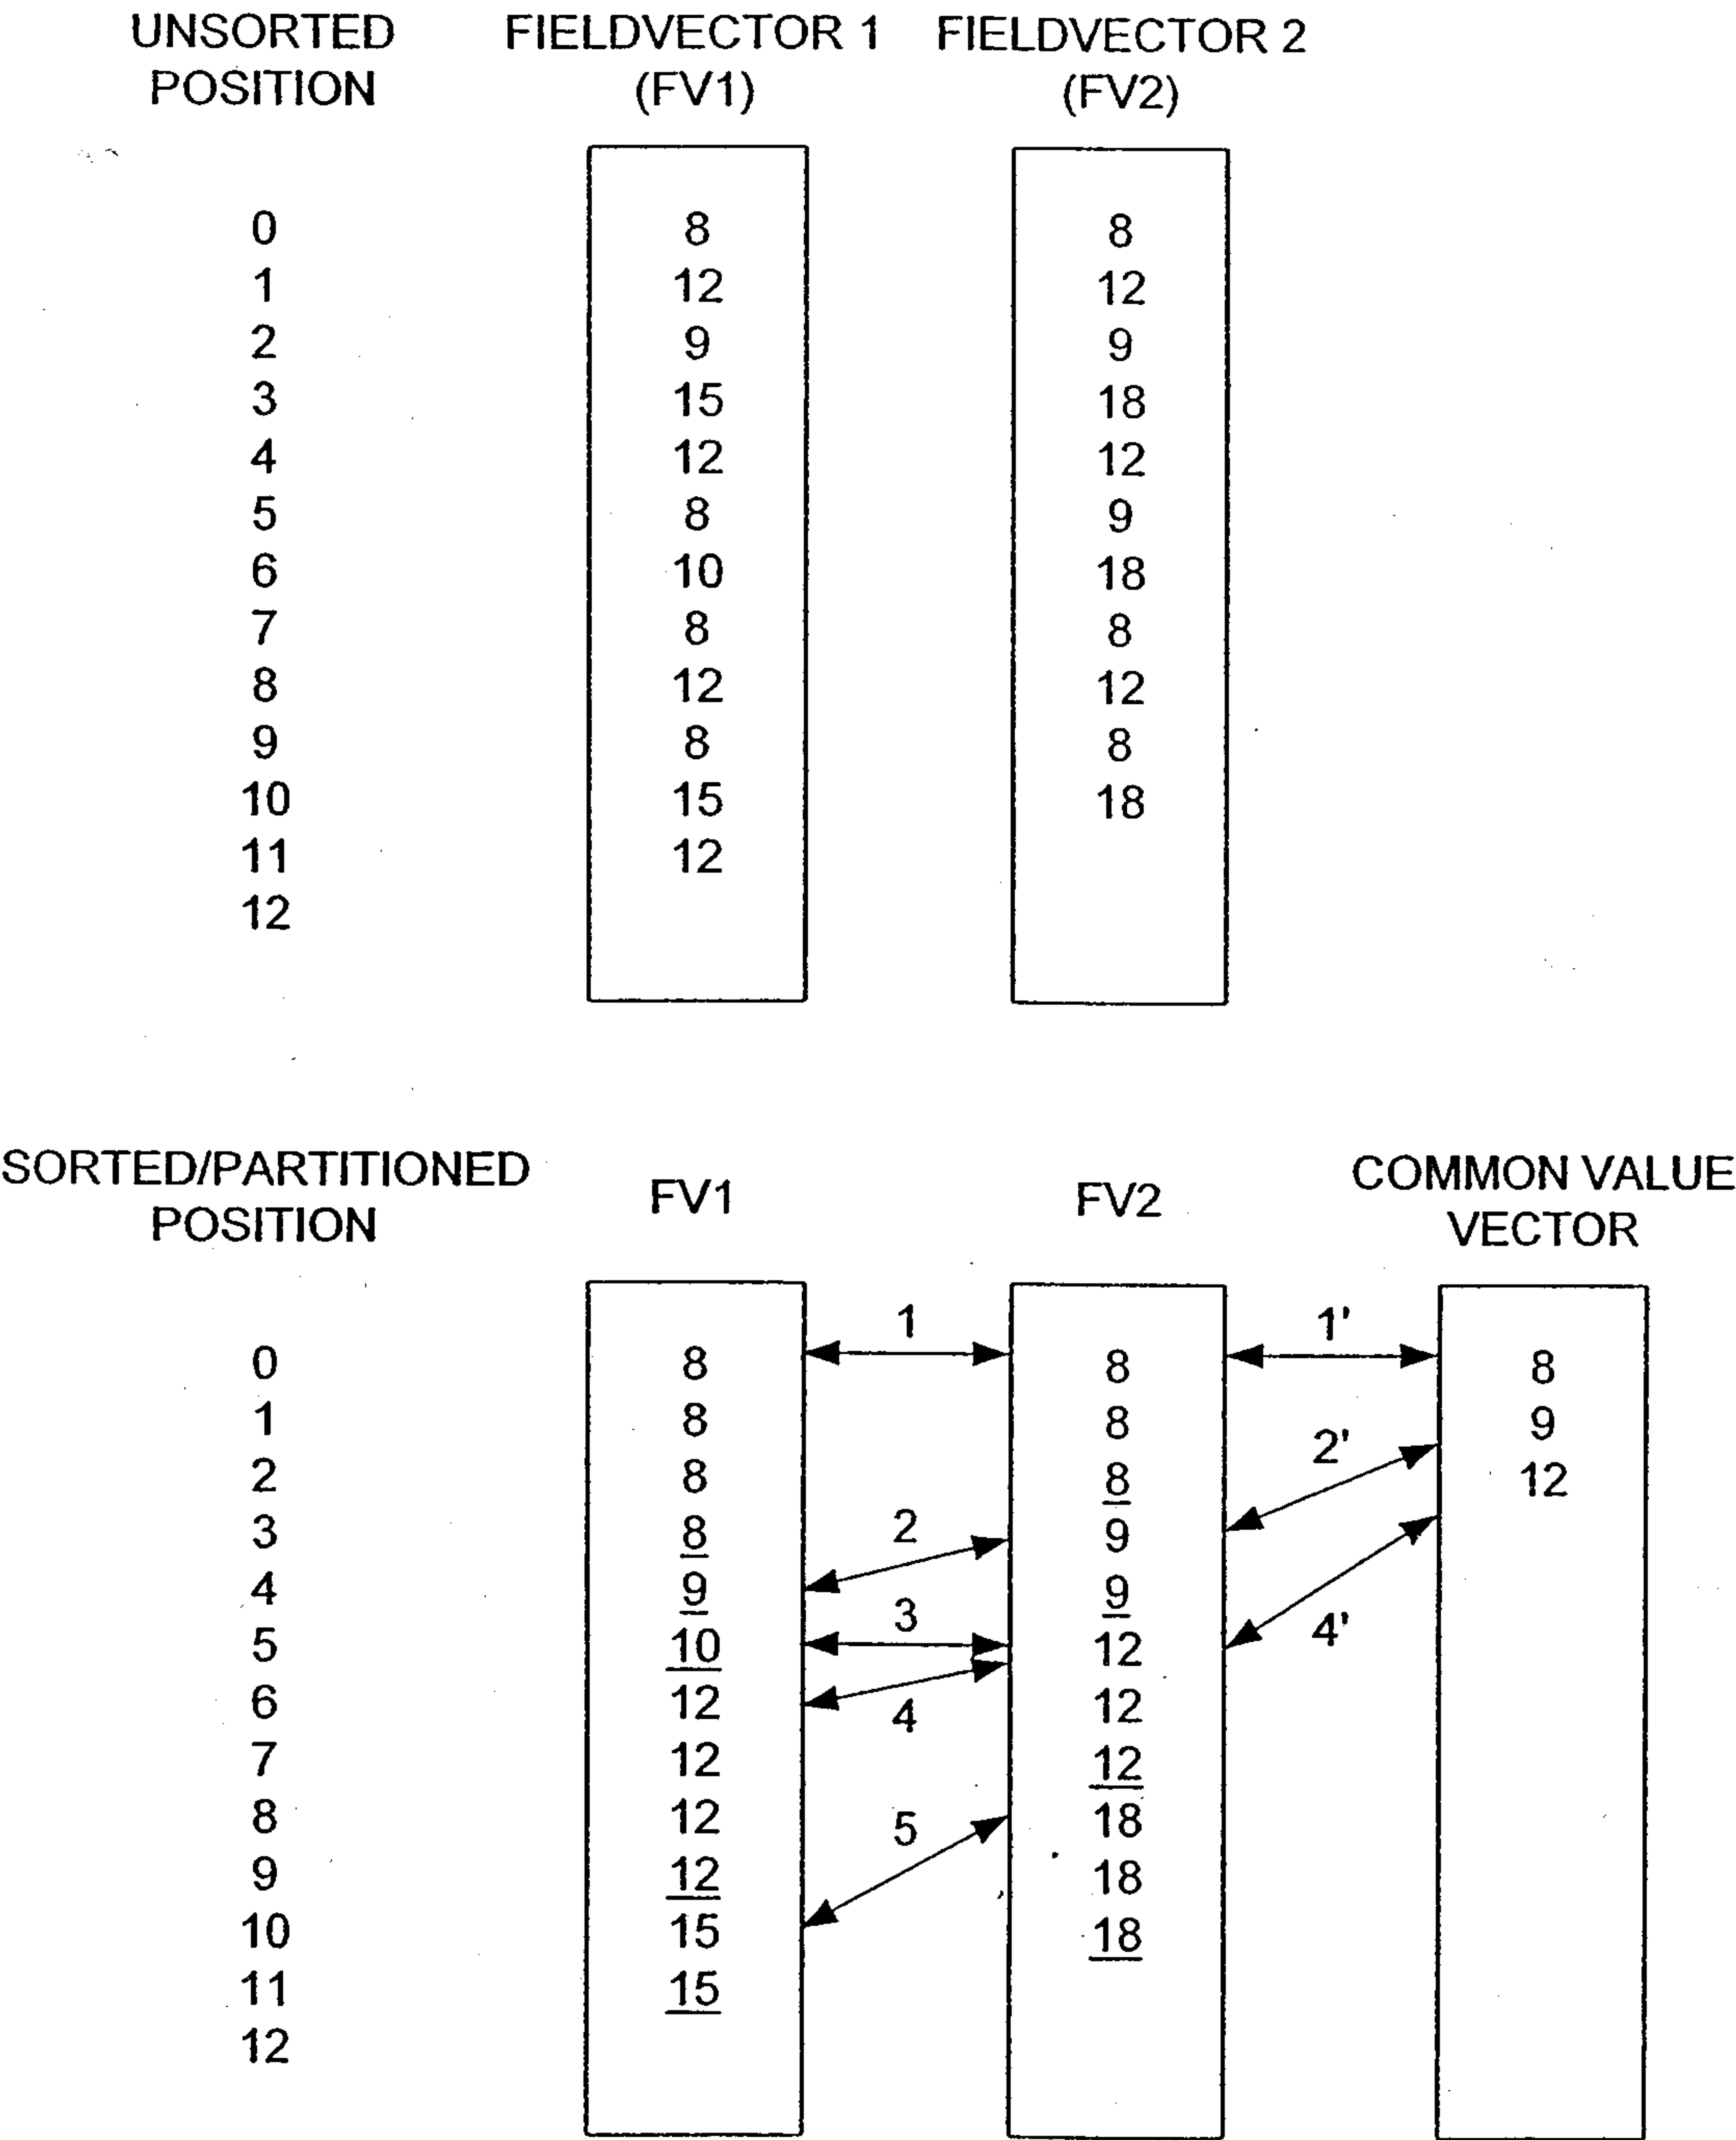 UNSORTED POSITION FIELDVECTOR 1 (FV1) FIELDVECTOR 2 (FV2)
0 8 8
1 12 12
2 9 9
3 15 18
4 12 12
5 8 9
6 10 18
7 8 8
8 12 12
9 8 8
10 15 18
11 12
12
SORTED/PARTITIONED POSITION FV1 FV2 COMMON VALUE VECTOR
1 1'
0 8 8 8
1 8 8 9
2'
2 8 8 12
3 8 2 9
4 9 9
3 4'
5 10 12
6 12 4 12
7 12 12
8 12 5 18
9 12 18
10 15 18
11 15
12